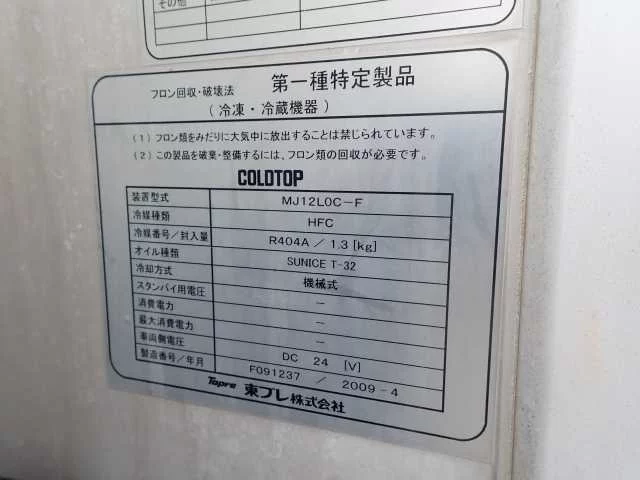 その他
フロン回収・破壊法 第一種特定製品
（冷凍・冷蔵機器）
（1）フロン類をみだりに大気中に放出することは禁じられています。
（2）この製品を破棄・整備するには、フロン類の回収が必要です。
COLDTOP
装置型式 MJ12L0C－F
冷媒種類 HFC
冷媒番号／封入量 R404A ／ 1.3 [kg]
オイル種類 SUNICE T-32
冷却方式 機械式
スタンバイ用電圧 －
消費電力 －
最大消費電力 －
車両側電圧 DC 24 [V]
製造番号／年月 F091237 ／ 2009－4
Topre 東プレ株式会社